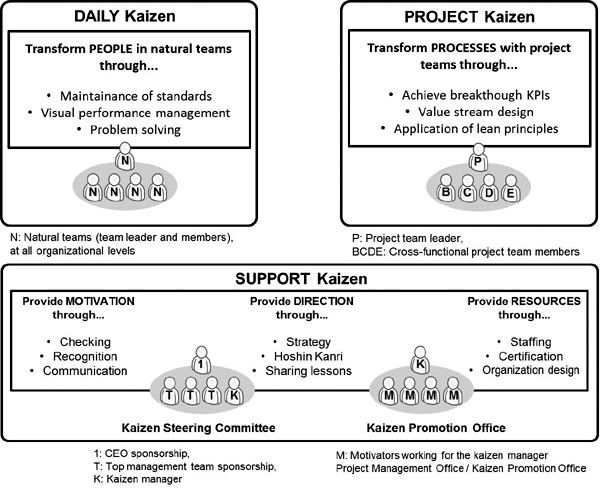 DAILY Kaizen
Transform PEOPLE in natural teams
through...
• Maintainance of standards
• Visual performance management
• Problem solving
N
N N N N
N: Natural teams (team leader and members),
at all organizational levels
PROJECT Kaizen
Transform PROCESSES with project
teams through...
• Achieve breakthough KPIs
• Value stream design
• Application of lean principles
P
B C D E
P: Project team leader,
BCDE: Cross-functional project team members
SUPPORT Kaizen
Provide MOTIVATION
through...
• Checking
• Recognition
• Communication
Provide DIRECTION
through...
• Strategy
• Hoshin Kanri
• Sharing lessons
Provide RESOURCES
through...
• Staffing
• Certification
• Organization design
1
T T T K
Kaizen Steering Committee
K
M M M M
Kaizen Promotion Office
1: CEO sponsorship,
T: Top management team sponsorship,
K: Kaizen manager
M: Motivators working for the kaizen manager
Project Management Office / Kaizen Promotion Office